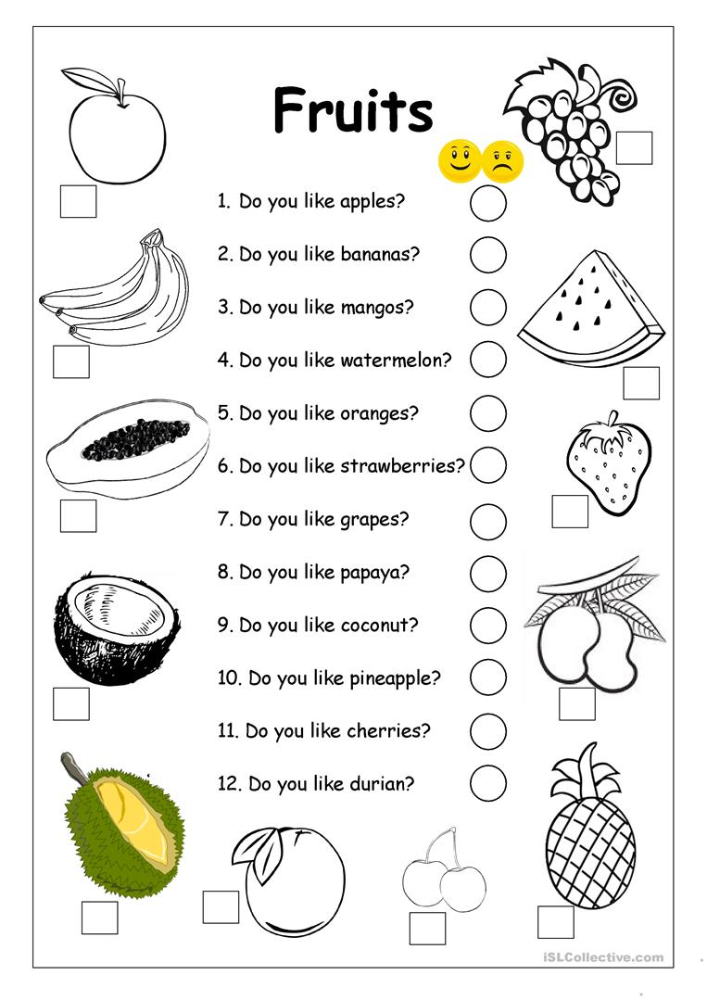 Fruits
1. Do you like apples?
2. Do you like bananas?
3. Do you like mangos?
4. Do you like watermelon?
5. Do you like oranges?
6. Do you like strawberries?
7. Do you like grapes?
8. Do you like papaya?
9. Do you like coconut?
10. Do you like pineapple?
11. Do you like cherries?
12. Do you like durian?
iSLCollective.com